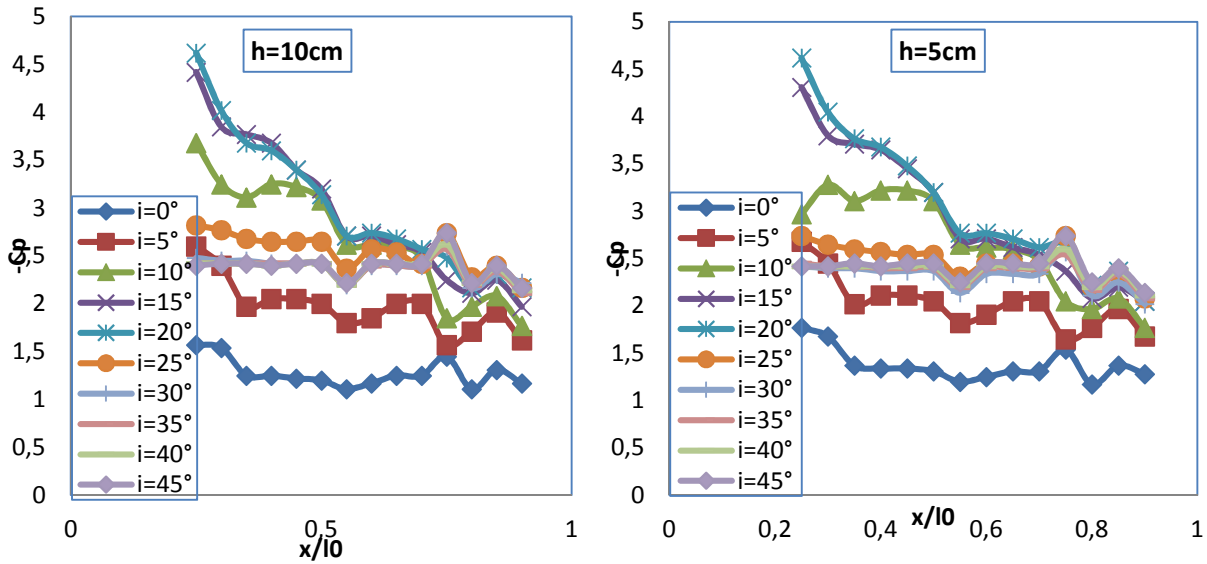 h=10cm
5
4,5
4
3,5
3
2,5
2
1,5
1
0,5
0
-Cp
i=0°
i=5°
i=10°
i=15°
i=20°
i=25°
i=30°
i=35°
i=40°
i=45°
0
0,5
1
x/l0
h=5cm
5
4,5
4
3,5
3
2,5
2
1,5
1
0,5
0
-Cp
i=0°
i=5°
i=10°
i=15°
i=20°
i=25°
i=30°
i=35°
i=40°
i=45°
0
0,2
0,4
0,6
0,8
1
x/l0